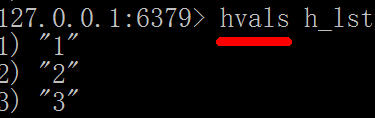 127.0.0.1:6379> hvals h_lst
1) "1"
2) "2"
3) "3"